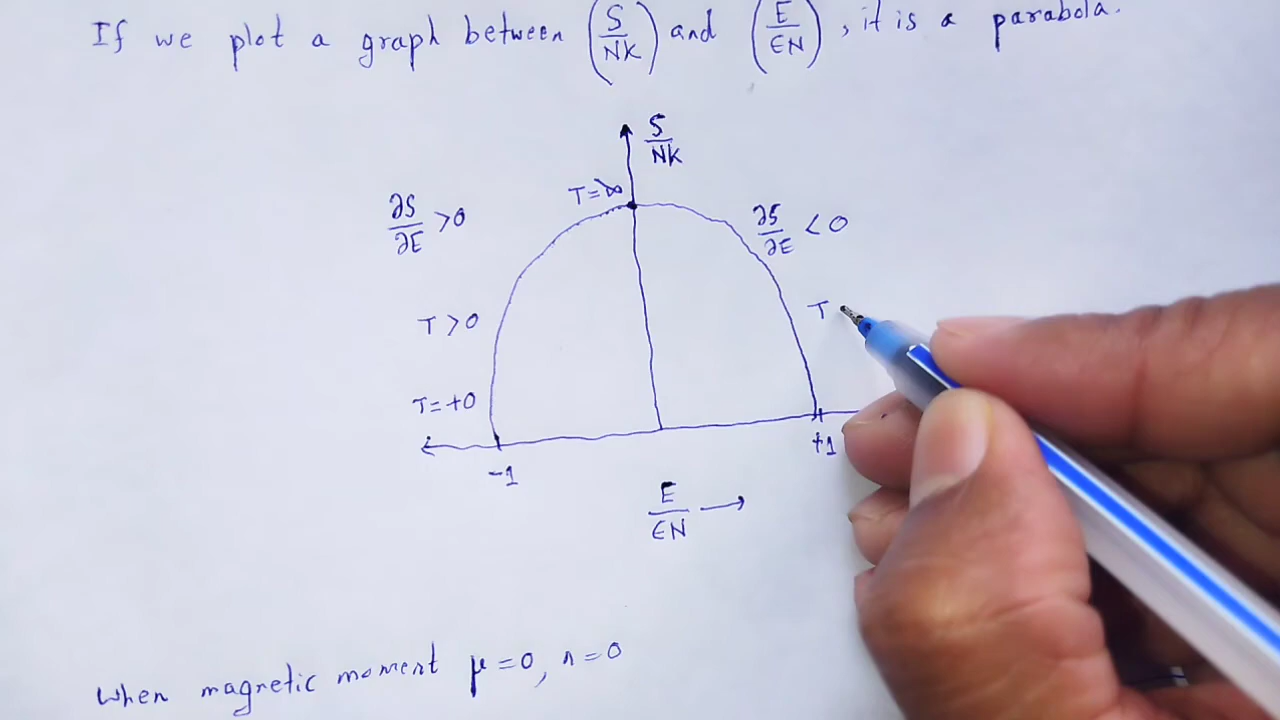 If we plot a graph between (S/NK) and (E/ϵN), it is a parabola.
S/NK
T=∞
∂S/∂E >0
∂S/∂E <0
T >0
T
T=+0
-1
+1
E/ϵN →
When magnetic moment μ=0, n=0